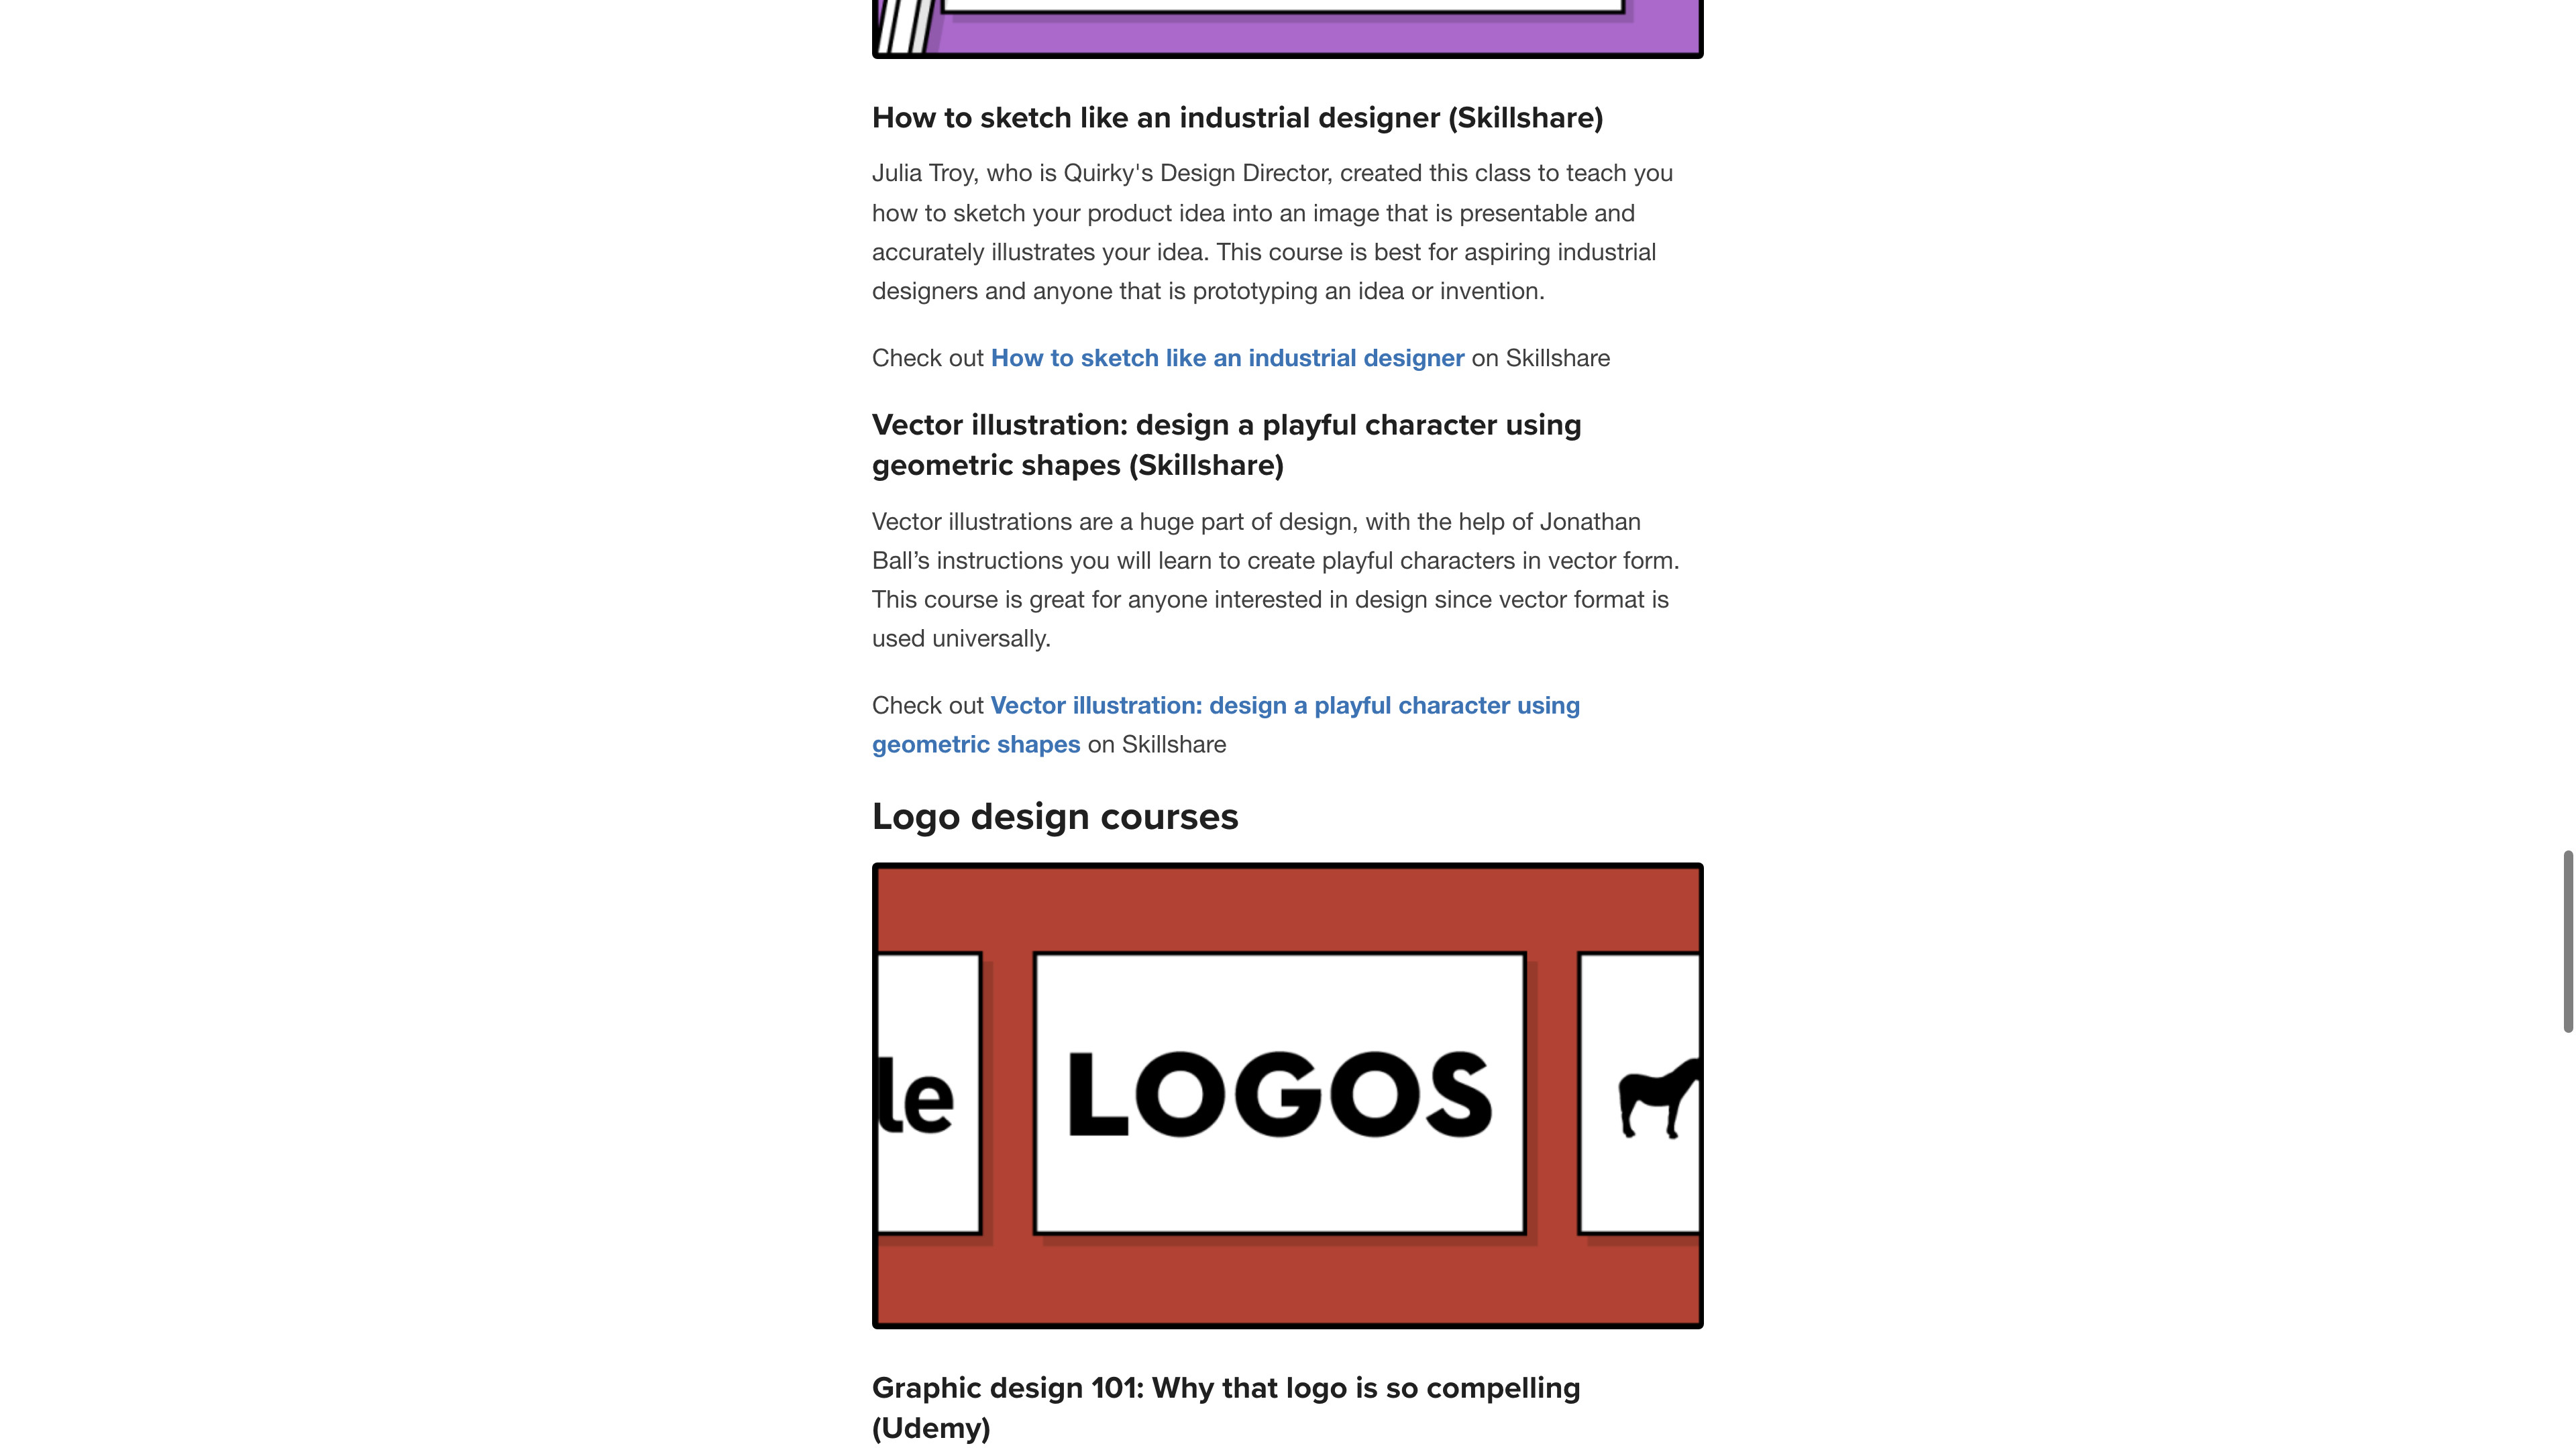 How to sketch like an industrial designer (Skillshare)
Julia Troy, who is Quirky's Design Director, created this class to teach you
how to sketch your product idea into an image that is presentable and
accurately illustrates your idea. This course is best for aspiring industrial
designers and anyone that is prototyping an idea or invention.
Check out How to sketch like an industrial designer on Skillshare
Vector illustration: design a playful character using
geometric shapes (Skillshare)
Vector illustrations are a huge part of design, with the help of Jonathan
Ball’s instructions you will learn to create playful characters in vector form.
This course is great for anyone interested in design since vector format is
used universally.
Check out Vector illustration: design a playful character using
geometric shapes on Skillshare
Logo design courses
le
LOGOS
Graphic design 101: Why that logo is so compelling
(Udemy)